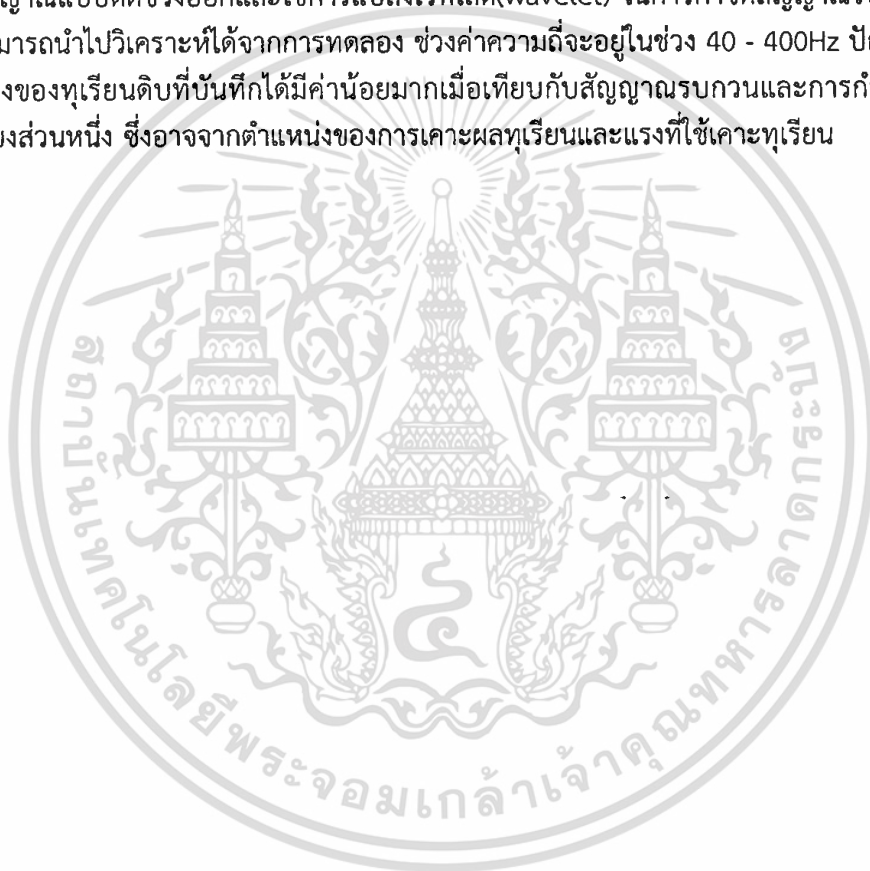 สามารถนำไปวิเคราะห์ได้จากการทดลอง ช่วงค่าความถี่จะอยู่ในช่วง 40 - 400Hz
ของทุเรียนดิบที่บันทึกได้มีค่าน้อยมากเมื่อเทียบกับสัญญาณรบกวนและการ
ส่วนหนึ่ง ซึ่งอาจจากตำแหน่งของการเคาะผลทุเรียนและแรงที่ใช้เคาะทุเรียน
สถาบันเทคโนโลยีพระจอมเกล้าเจ้าคุณทหารลาดกระบัง